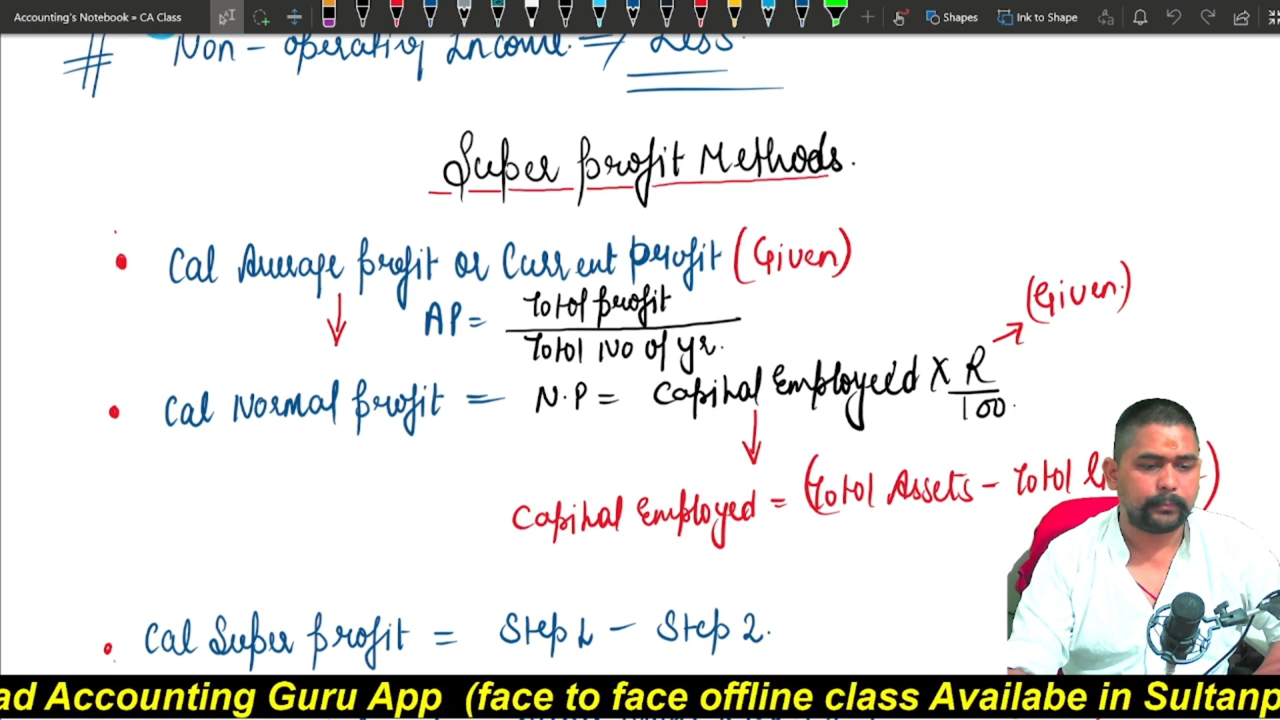 Accounting's Notebook » CA Class
Shapes
Ink to Shape
# Non-operating Income ⇒ Less
Super profit Methods.
• Cal Average profit or Current profit (Given)
AP = Total profit
Total No of yr.
(Given)
• Cal Normal profit = N.P = Capital Employeed × R
100.
Capital Employed = (Total Assets - Total
• Cal Super profit = Step 1 - Step 2.
Accounting Guru App (face to face offline class Availabe in